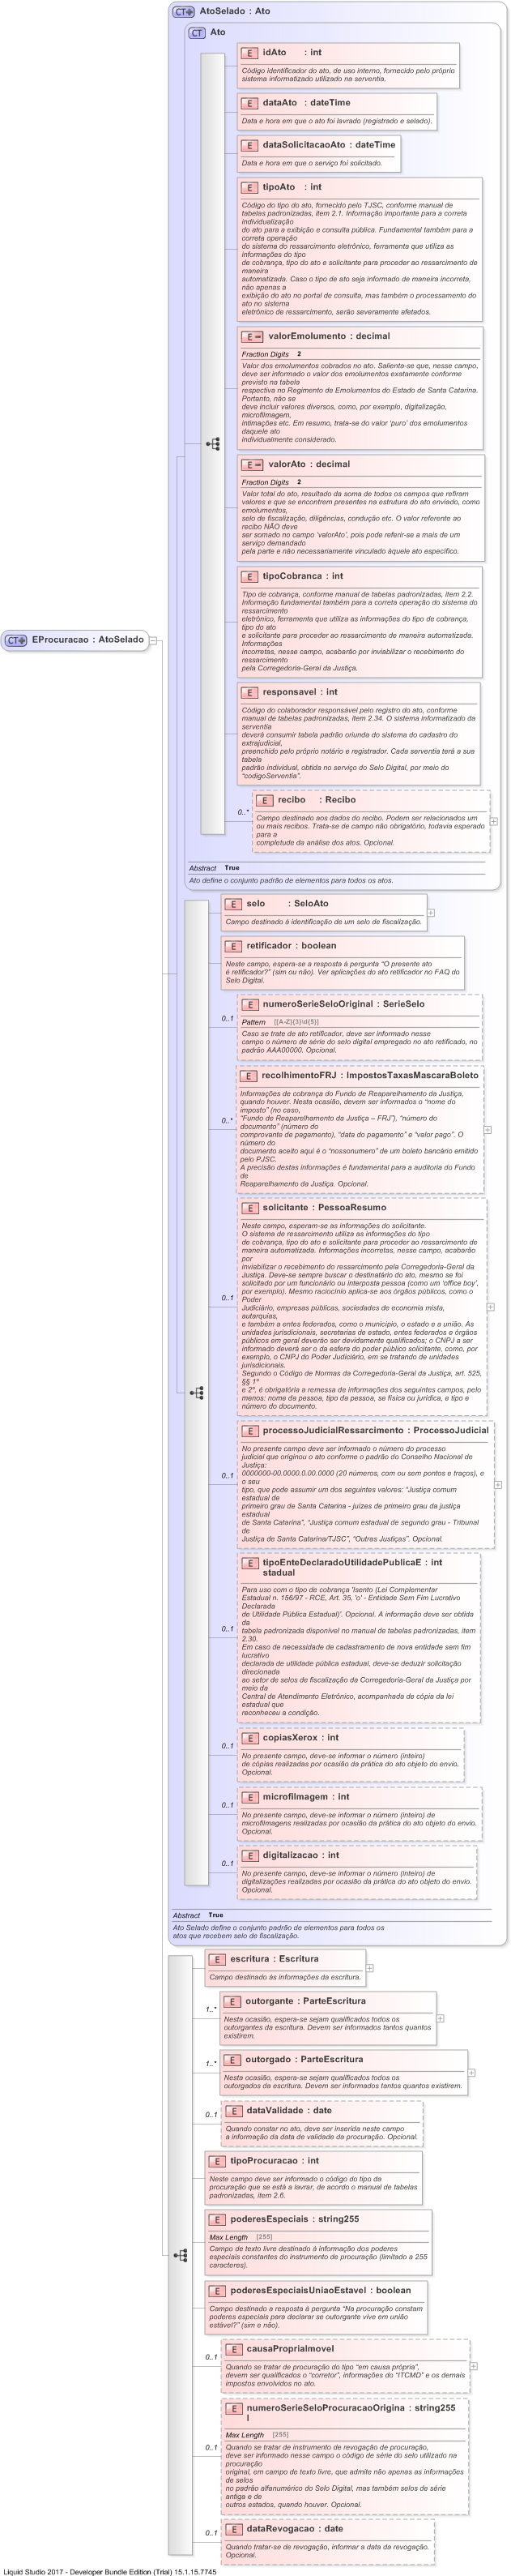 AtoSelado : Ato
Ato
idAto : int
Código identificador do ato, de uso interno, fornecido pelo próprio
sistema informatizado utilizado na serventia.
dataAto : dateTime
Data e hora em que o ato foi lavrado (registrado e selado).
dataSolicitacaoAto : dateTime
Data e hora em que o serviço foi solicitado.
tipoAto : int
Código do tipo do ato, fornecido pelo TJSC, conforme manual de
tabelas padronizadas, item 2.1. Informação importante para a correta
individualização
do ato para a exibição e consulta pública. Fundamental também para a
correta operação
do sistema do ressarcimento eletrônico, ferramenta que utiliza as
informações do tipo
de cobrança, tipo do ato e solicitante para proceder ao ressarcimento de
maneira
automatizada. Caso o tipo de ato seja informado de maneira incorreta,
não apenas a
exibição do ato no portal de consulta, mas também o processamento do
ato no sistema
eletrônico de ressarcimento, serão severamente afetados.
valorEmolumento : decimal
Fraction Digits 2
Valor dos emolumentos cobrados no ato. Salienta-se que, nesse campo,
deve ser informado o valor dos emolumentos exatamente conforme
previsto na tabela
respectiva no Regimento de Emolumentos do Estado de Santa Catarina.
Portanto, não se
deve incluir valores diversos, como, por exemplo, digitalização,
microfilmagem,
intimações etc. Em resumo, trata-se do valor 'puro' dos emolumentos
daquele ato
individualmente considerado.
valorAto : decimal
Fraction Digits 2
Valor total do ato, resultado da soma de todos os campos que refiram
valores e que se encontrem presentes na estrutura do ato enviado, como
emolumentos,
selo de fiscalização, diligências, condução etc. O valor referente ao
recibo NÃO deve
ser somado no campo 'valorAto', pois pode referir-se a mais de um
serviço demandado
pela parte e não necessariamente vinculado àquele ato específico.
tipoCobranca : int
Tipo de cobrança, conforme manual de tabelas padronizadas, item 2.2.
Informação fundamental também para a correta operação do sistema do
ressarcimento
eletrônico, ferramenta que utiliza as informações do tipo de cobrança,
tipo do ato
e solicitante para proceder ao ressarcimento de maneira automatizada.
Informações
incorretas, nesse campo, acabarão por inviabilizar o recebimento do
ressarcimento
pela Corregedoria-Geral da Justiça.
EProcuracao : AtoSelado
responsavel : int
Código do colaborador responsável pelo registro do ato, conforme
manual de tabelas padronizadas, item 2.34. O sistema informatizado da
serventia
deverá consumir tabela padrão oriunda do sistema do cadastro do
extrajudicial,
preenchido pelo próprio notário e registrador. Cada serventia terá a sua
tabela
padrão individual, obtida no serviço do Selo Digital, por meio do
"codigoServentia".
recibo : Recibo
0..*
Campo destinado aos dados do recibo. Podem ser relacionados um
ou mais recibos. Trata-se de campo não obrigatório, todavia esperado
para a
completude da análise dos atos. Opcional.
Abstract True
Ato define o conjunto padrão de elementos para todos os atos.
selo : SeloAto
Campo destinado à identificação de um selo de fiscalização.
retificador : boolean
Neste campo, espera-se a resposta à pergunta "O presente ato
é retificador?" (sim ou não). Ver aplicações do ato retificador no FAQ do
Selo Digital.
numeroSerieSeloOriginal : SerieSelo
0..1
Pattern [[A-Z]{3}\d{5}]
Caso se trate de ato retificador, deve ser informado nesse
campo o número de série do selo digital empregado no ato retificado, no
padrão AAA00000. Opcional.
recolhimentoFRJ : ImpostosTaxasMascaraBoleto
0..*
Informações de cobrança do Fundo de Reaparelhamento da Justiça,
quando houver. Nesta ocasião, devem ser informados o "nome do
imposto" (no caso,
"Fundo de Reaparelhamento da Justiça – FRJ"), "número do
documento" (número do
comprovante de pagamento), "data do pagamento" e "valor pago". O
número do
documento aceito aqui é o "nossonumero" de um boleto bancário emitido
pelo PJSC.
A precisão destas informações é fundamental para a auditoria do Fundo
de
Reaparelhamento da Justiça. Opcional.
solicitante : PessoaResumo
0..1
Neste campo, esperam-se as informações do solicitante.
O sistema de ressarcimento utiliza as informações do tipo
de cobrança, tipo do ato e solicitante para proceder ao ressarcimento de
maneira automatizada. Informações incorretas, nesse campo, acabarão
por
inviabilizar o recebimento do ressarcimento pela Corregedoria-Geral da
Justiça. Deve-se sempre buscar o destinatário do ato, mesmo se foi
solicitado por um funcionário ou interposta pessoa (como um 'office boy',
por exemplo). Mesmo raciocínio aplica-se aos órgãos públicos, como o
Poder
Judiciário, empresas públicas, sociedades de economia mista,
autarquias,
e também a entes federados, como o município, o estado e a união. As
unidades jurisdicionais, secretarias de estado, entes federados e órgãos
públicos em geral deverão ser devidamente qualificados; o CNPJ a ser
informado deverá ser o da esfera do poder público solicitante, como, por
exemplo, o CNPJ do Poder Judiciário, em se tratando de unidades
jurisdicionais.
Segundo o Código de Normas da Corregedoria-Geral da Justiça, art. 525,
§§ 1º
e 2º, é obrigatória a remessa de informações dos seguintes campos, pelo
menos: nome da pessoa, tipo da pessoa, se física ou jurídica, e tipo e
número do documento.
processoJudicialRessarcimento : ProcessoJudicial
0..1
No presente campo deve ser informado o número do processo
judicial que originou o ato conforme o padrão do Conselho Nacional de
Justiça:
0000000-00.0000.0.00.0000 (20 números, com ou sem pontos e traços), e
o seu
tipo, que pode assumir um dos seguintes valores: "Justiça comum
estadual de
primeiro grau de Santa Catarina - juízes de primeiro grau da justiça
estadual
de Santa Catarina", "Justiça comum estadual de segundo grau - Tribunal
de
Justiça de Santa Catarina/TJSC", "Outras Justiças". Opcional.
tipoEnteDeclaradoUtilidadePublicaE : int
stadual
0..1
Para uso com o tipo de cobrança 'Isento (Lei Complementar
Estadual n. 156/97 - RCE, Art. 35, 'o' - Entidade Sem Fim Lucrativo
Declarada
de Utilidade Pública Estadual)'. Opcional. A informação deve ser obtida
da
tabela padronizada disponível no manual de tabelas padronizadas, item
2.30.
Em caso de necessidade de cadastramento de nova entidade sem fim
lucrativo
declarada de utilidade pública estadual, deve-se deduzir solicitação
direcionada
ao setor de selos de fiscalização da Corregedoria-Geral da Justiça por
meio da
Central de Atendimento Eletrônico, acompanhada de cópia da lei
estadual que
reconheceu a condição.
copiasXerox : int
0..1
No presente campo, deve-se informar o número (inteiro)
de cópias realizadas por ocasião da prática do ato objeto do envio.
Opcional.
microfilmagem : int
0..1
No presente campo, deve-se informar o número (inteiro) de
microfilmagens realizadas por ocasião da prática do ato objeto do envio.
Opcional.
digitalizacao : int
0..1
No presente campo, deve-se informar o número (inteiro) de
digitalizações realizadas por ocasião da prática do ato objeto do envio.
Opcional.
Abstract True
Ato Selado define o conjunto padrão de elementos para todos os
atos que recebem selo de fiscalização.
escritura : Escritura
Campo destinado às informações da escritura.
outorgante : ParteEscritura
1..*
Nesta ocasião, espera-se sejam qualificados todos os
outorgantes da escritura. Devem ser informados tantos quantos
existirem.
outorgado : ParteEscritura
1..*
Nesta ocasião, espera-se sejam qualificados todos os
outorgados da escritura. Devem ser informados tantos quantos existirem.
dataValidade : date
0..1
Quando constar no ato, deve ser inserida neste campo
a informação da data de validade da procuração. Opcional.
tipoProcuracao : int
Neste campo deve ser informado o código do tipo da
procuração que se está a lavrar, de acordo o manual de tabelas
padronizadas, item 2.6.
poderesEspeciais : string255
Max Length [255]
Campo de texto livre destinado à informação dos poderes
especiais constantes do instrumento de procuração (limitado a 255
caracteres).
poderesEspeciaisUniaoEstavel : boolean
Campo destinado a resposta à pergunta "Na procuração constam
poderes especiais para declarar se outorgante vive em união
estável?" (sim e não).
causaPropriaImovel
0..1
Quando se tratar de procuração do tipo "em causa própria",
devem ser qualificados o "corretor", informações do "ITCMD" e os demais
impostos envolvidos no ato.
numeroSerieSeloProcuracaoOrigina : string255
l
0..1
Max Length [255]
Quando se tratar de instrumento de revogação de procuração,
deve ser informado nesse campo o código de série do selo utilizado na
procuração
original, em campo de texto livre, que admite não apenas as informações
de selos
no padrão alfanumérico do Selo Digital, mas também selos de série
antiga e de
outros estados, quando houver. Opcional.
dataRevogacao : date
0..1
Quando tratar-se de revogação, informar a data da revogação.
Opcional.
Liquid Studio 2017 - Developer Bundle Edition (Trial) 15.1.15.7745